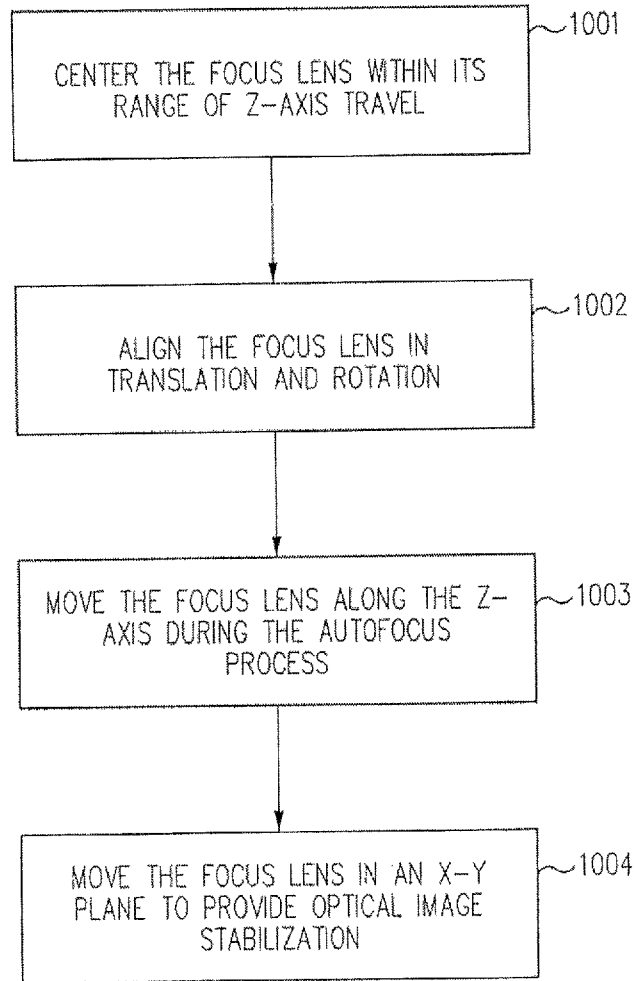 1001
CENTER THE FOCUS LENS WITHIN ITS
RANGE OF Z-AXIS TRAVEL
1002
ALIGN THE FOCUS LENS IN
TRANSLATION AND ROTATION
1003
MOVE THE FOCUS LENS ALONG THE Z-
AXIS DURING THE AUTOFOCUS
PROCESS
1004
MOVE THE FOCUS LENS IN AN X-Y
PLANE TO PROVIDE OPTICAL IMAGE
STABILIZATION